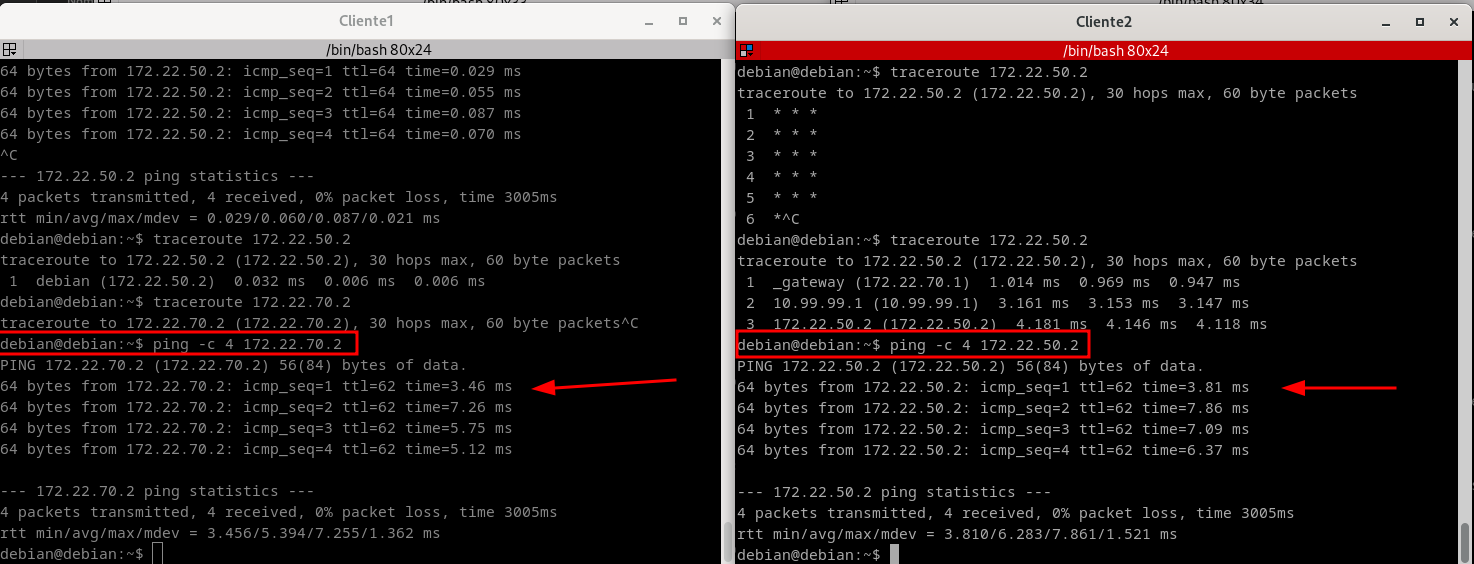 Cliente1
/bin/bash 80x24
64 bytes from 172.22.50.2: icmp_seq=1 ttl=64 time=0.029 ms
64 bytes from 172.22.50.2: icmp_seq=2 ttl=64 time=0.055 ms
64 bytes from 172.22.50.2: icmp_seq=3 ttl=64 time=0.087 ms
64 bytes from 172.22.50.2: icmp_seq=4 ttl=64 time=0.070 ms
^C
--- 172.22.50.2 ping statistics ---
4 packets transmitted, 4 received, 0% packet loss, time 3005ms
rtt min/avg/max/mdev = 0.029/0.060/0.087/0.021 ms
debian@debian:~$ traceroute 172.22.50.2
traceroute to 172.22.50.2 (172.22.50.2), 30 hops max, 60 byte packets
 1  debian (172.22.50.2)  0.032 ms  0.006 ms  0.006 ms
debian@debian:~$ traceroute 172.22.70.2
traceroute to 172.22.70.2 (172.22.70.2), 30 hops max, 60 byte packets^C
debian@debian:~$ ping -c 4 172.22.70.2
PING 172.22.70.2 (172.22.70.2) 56(84) bytes of data.
64 bytes from 172.22.70.2: icmp_seq=1 ttl=62 time=3.46 ms
64 bytes from 172.22.70.2: icmp_seq=2 ttl=62 time=7.26 ms
64 bytes from 172.22.70.2: icmp_seq=3 ttl=62 time=5.75 ms
64 bytes from 172.22.70.2: icmp_seq=4 ttl=62 time=5.12 ms
--- 172.22.70.2 ping statistics ---
4 packets transmitted, 4 received, 0% packet loss, time 3005ms
rtt min/avg/max/mdev = 3.456/5.394/7.255/1.362 ms
debian@debian:~$
Cliente2
/bin/bash 80x24
debian@debian:~$ traceroute 172.22.50.2
traceroute to 172.22.50.2 (172.22.50.2), 30 hops max, 60 byte packets
 1  * * *
 2  * * *
 3  * * *
 4  * * *
 5  * * *
 6  *^C
debian@debian:~$ traceroute 172.22.50.2
traceroute to 172.22.50.2 (172.22.50.2), 30 hops max, 60 byte packets
 1  _gateway (172.22.70.1)  1.014 ms  0.969 ms  0.947 ms
 2  10.99.99.1 (10.99.99.1)  3.161 ms  3.153 ms  3.147 ms
 3  172.22.50.2 (172.22.50.2)  4.181 ms  4.146 ms  4.118 ms
debian@debian:~$ ping -c 4 172.22.50.2
PING 172.22.50.2 (172.22.50.2) 56(84) bytes of data.
64 bytes from 172.22.50.2: icmp_seq=1 ttl=62 time=3.81 ms
64 bytes from 172.22.50.2: icmp_seq=2 ttl=62 time=7.86 ms
64 bytes from 172.22.50.2: icmp_seq=3 ttl=62 time=7.09 ms
64 bytes from 172.22.50.2: icmp_seq=4 ttl=62 time=6.37 ms
--- 172.22.50.2 ping statistics ---
4 packets transmitted, 4 received, 0% packet loss, time 3005ms
rtt min/avg/max/mdev = 3.810/6.283/7.861/1.521 ms
debian@debian:~$